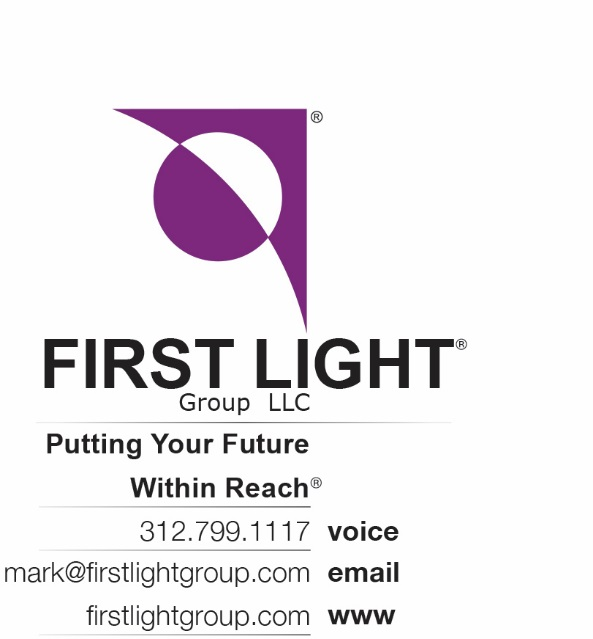 ®
FIRST LIGHT®
Group LLC
Putting Your Future
Within Reach®
312.799.1117 voice
mark@firstlightgroup.com email
firstlightgroup.com www